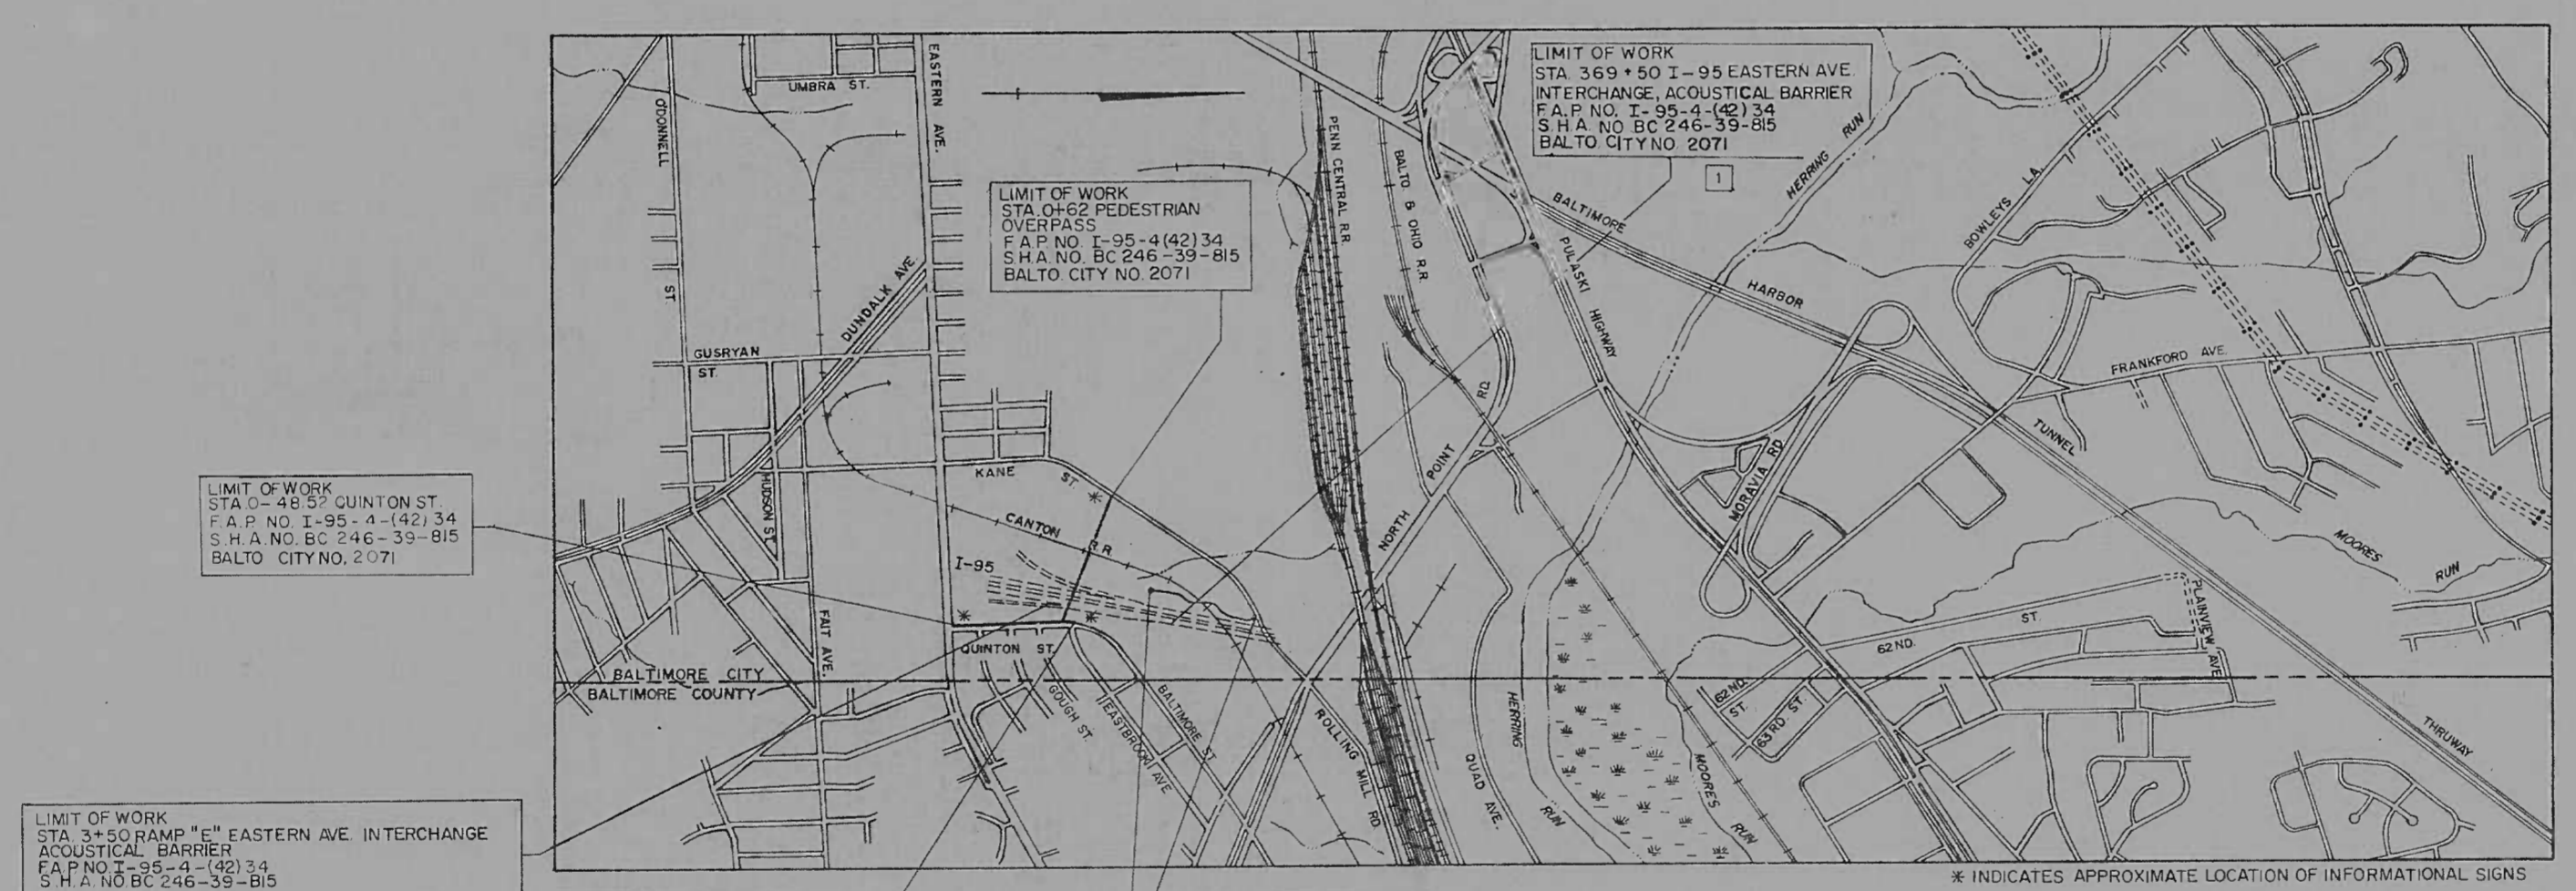 LIMIT OF WORK
STA. 369+50 I-95 EASTERN AVE.
INTERCHANGE, ACOUSTICAL BARRIER
F.A.P. NO. I-95-4-(42)34
S.H.A. NO BC 246-39-815
BALTO. CITY NO. 2071
1
LIMIT OF WORK
STA. 0+62 PEDESTRIAN
OVERPASS
F.A.P. NO. I-95-4(42)34
S.H.A. NO. BC 246-39-815
BALTO. CITY NO. 2071
LIMIT OF WORK
STA. 0-48.52 QUINTON ST.
F.A.P. NO. I-95-4-(42)34
S.H.A. NO. BC 246-39-815
BALTO CITY NO. 2071
LIMIT OF WORK
STA. 3+50 RAMP "E" EASTERN AVE. INTERCHANGE
ACOUSTICAL BARRIER
F.A.P. NO. I-95-4-(42)34
S.H.A. NO. BC 246-39-815
UMBRA ST.
O'DONNELL
ST.
EASTERN AVE.
DUNDALK AVE.
GUSRYAN
ST.
HUDSON ST.
KANE
ST.
CANTON R.R
I-95
FAIT AVE.
QUINTON ST.
BALTIMORE CITY
BALTIMORE COUNTY
GOUGH ST.
EASTBROOK AVE
BALTIMORE ST.
ROLLING MILL RD.
PENN CENTRAL R.R.
BALTO. & OHIO R.R.
NORTH POINT RD.
QUAD AVE.
HERRING
RUN
MOORES
RUN
PULASKI
HIGHWAY
BALTIMORE
HARBOR
TUNNEL
THRUWAY
HERRING RUN
BOWLEYS LA.
FRANKFORD AVE.
MORAVIA RD
MOORES
RUN
62ND. ST.
PLAINVIEW AVE
62ND.
ST.
63RD. ST.
* INDICATES APPROXIMATE LOCATION OF INFORMATIONAL SIGNS